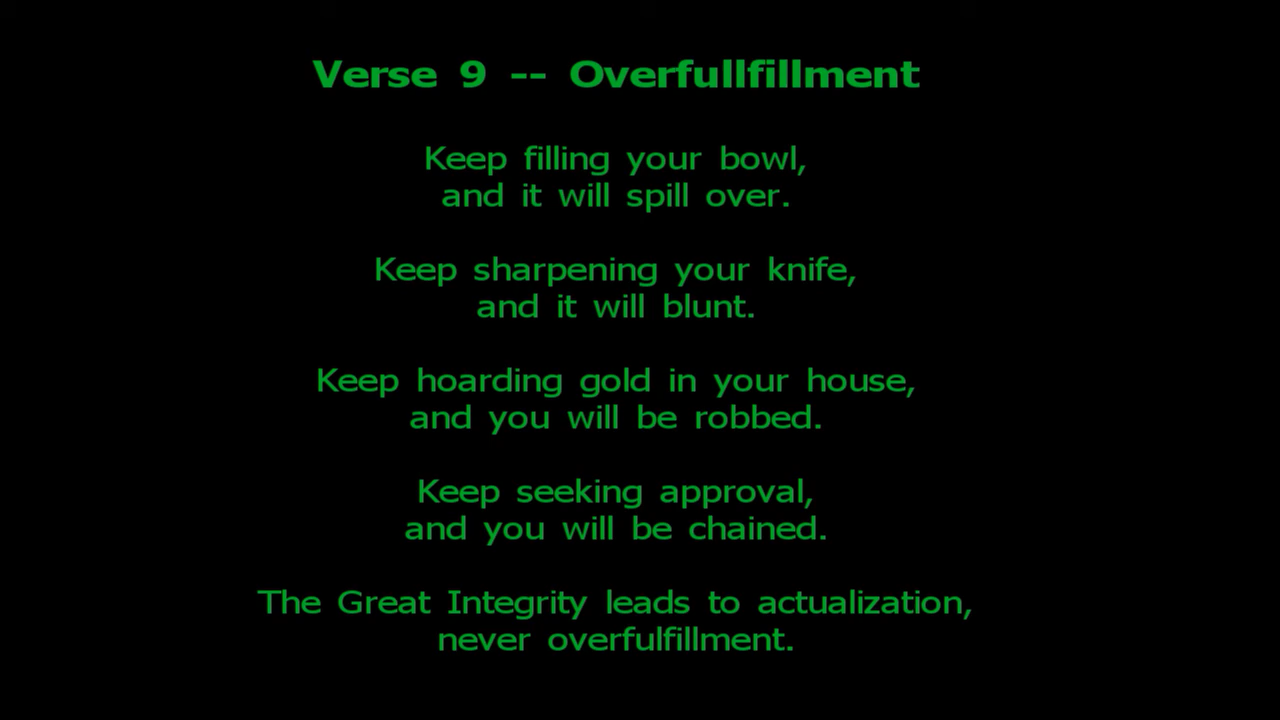 Verse 9 -- Overfullfillment
Keep filling your bowl,
and it will spill over.
Keep sharpening your knife,
and it will blunt.
Keep hoarding gold in your house,
and you will be robbed.
Keep seeking approval,
and you will be chained.
The Great Integrity leads to actualization,
never overfulfillment.